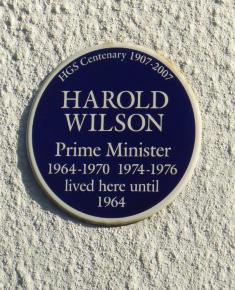 HGS Centenary 1907-2007
HAROLD
WILSON
Prime Minister
1964-1970 1974-1976
lived here until
1964